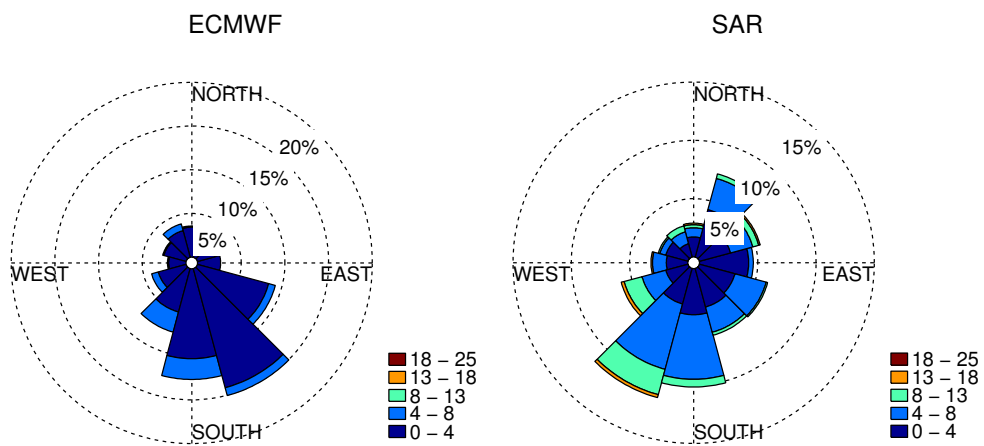 ECMWF
NORTH
20%
15%
10%
5%
WEST
EAST
SOUTH
18 – 25
13 – 18
8 – 13
4 – 8
0 – 4
SAR
NORTH
15%
10%
5%
WEST
EAST
SOUTH
18 – 25
13 – 18
8 – 13
4 – 8
0 – 4